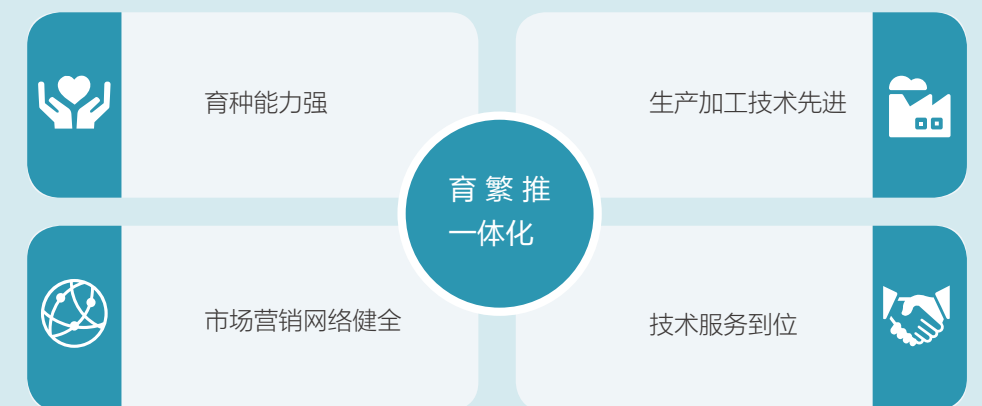 育种能力强
生产加工技术先进
育繁推
一体化
市场营销网络健全
技术服务到位